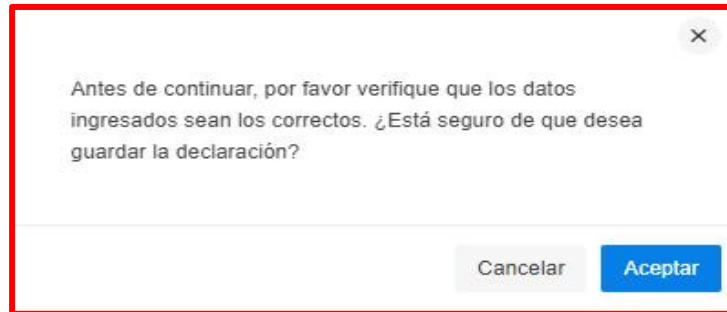 Antes de continuar, por favor verifique que los datos
ingresados sean los correctos. ¿Está seguro de que desea
guardar la declaración?
Cancelar Aceptar